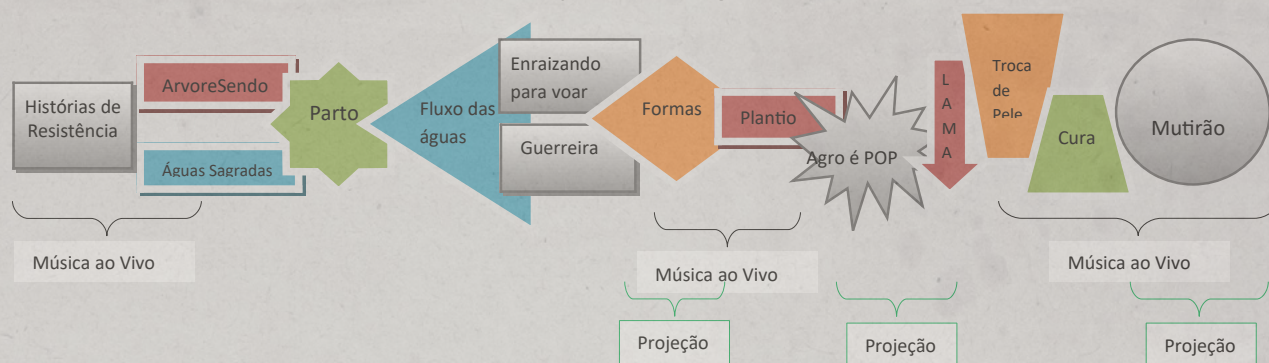 Histórias de
Resistência
ArvoreSendo
Águas Sagradas
Parto
Fluxo das
águas
Enraizando
para voar
Guerreira
Formas
Plantio
Agro é POP
L
A
M
A
Troca
de
Pele
Cura
Mutirão
Música ao Vivo
Música ao Vivo
Música ao Vivo
Projeção
Projeção
Projeção